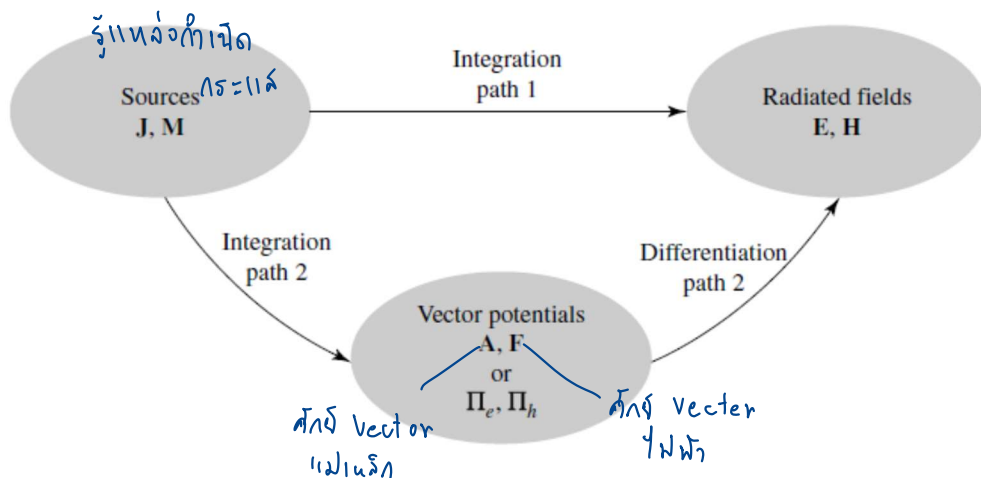 รู้แหล่งกำเนิด
กระแส
Sources
J, M
Integration
path 1
Radiated fields
E, H
Integration
path 2
Differentiation
path 2
Vector potentials
A, F
or
Πe, Πh
ศักย์ vector
แม่เหล็ก
ศักย์ vecter
ไฟฟ้า